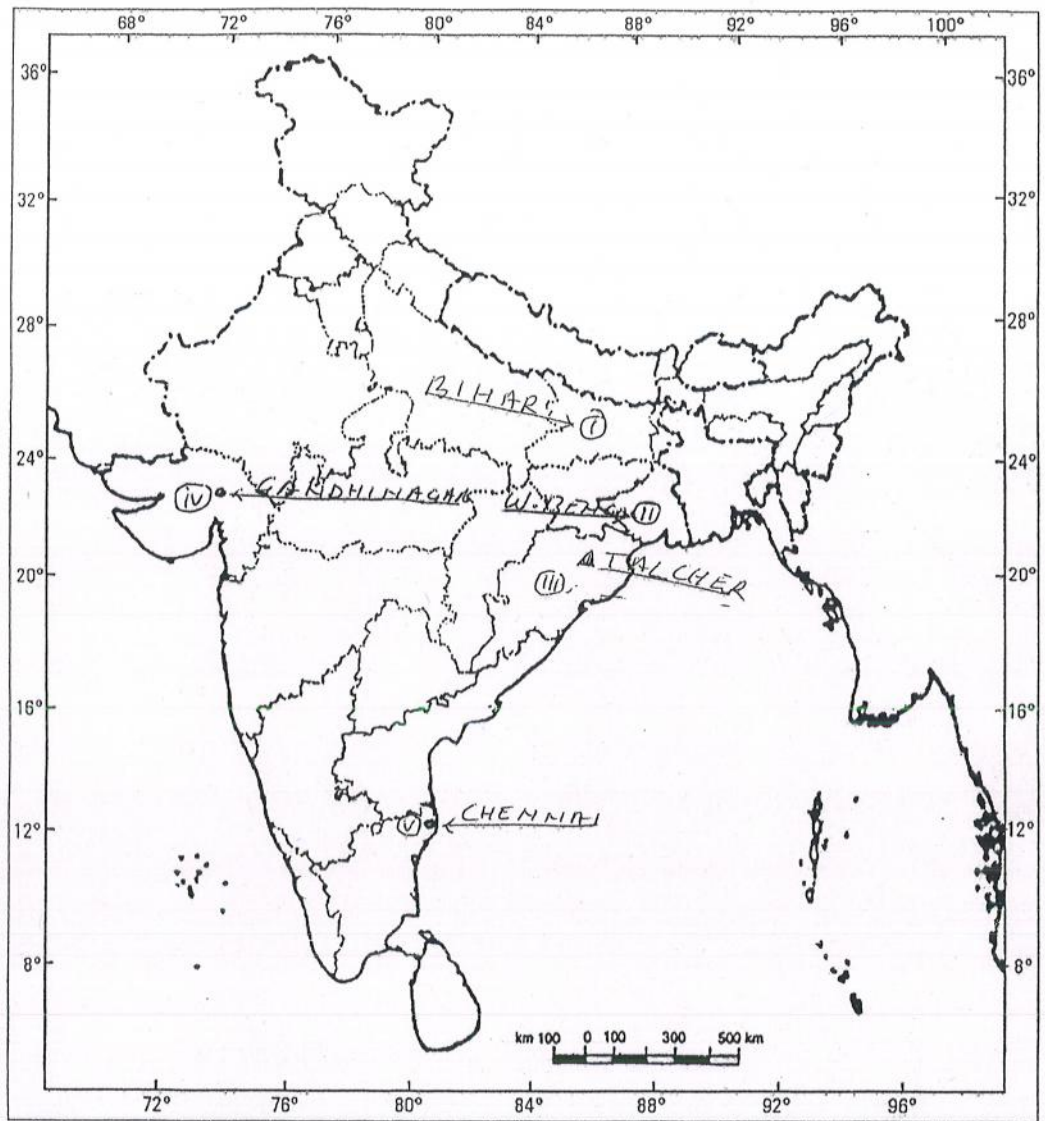 68° 72° 76° 80° 84° 88° 92° 96° 100°
36° 36°
32° 32°
28° 28°
BIHAR
i
24° 24°
iv GANDHINAGAR W.BENGAL II
20° TALCHER 20°
III
16° 16°
CHENNAI
12° V 12°
8° 8°
km 100 0 100 300 500 km
72° 76° 80° 84° 88° 92° 96°